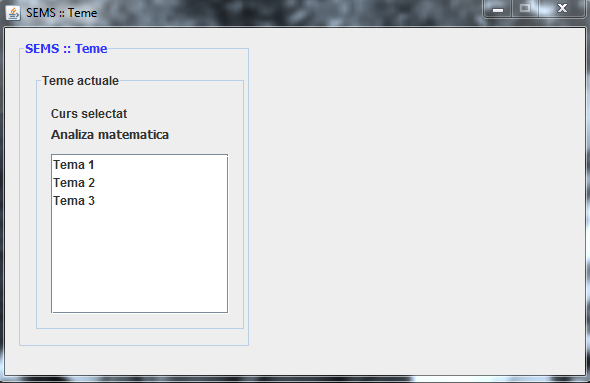 SEMS :: Teme
SEMS :: Teme
Teme actuale
Curs selectat
Analiza matematica
Tema 1
Tema 2
Tema 3